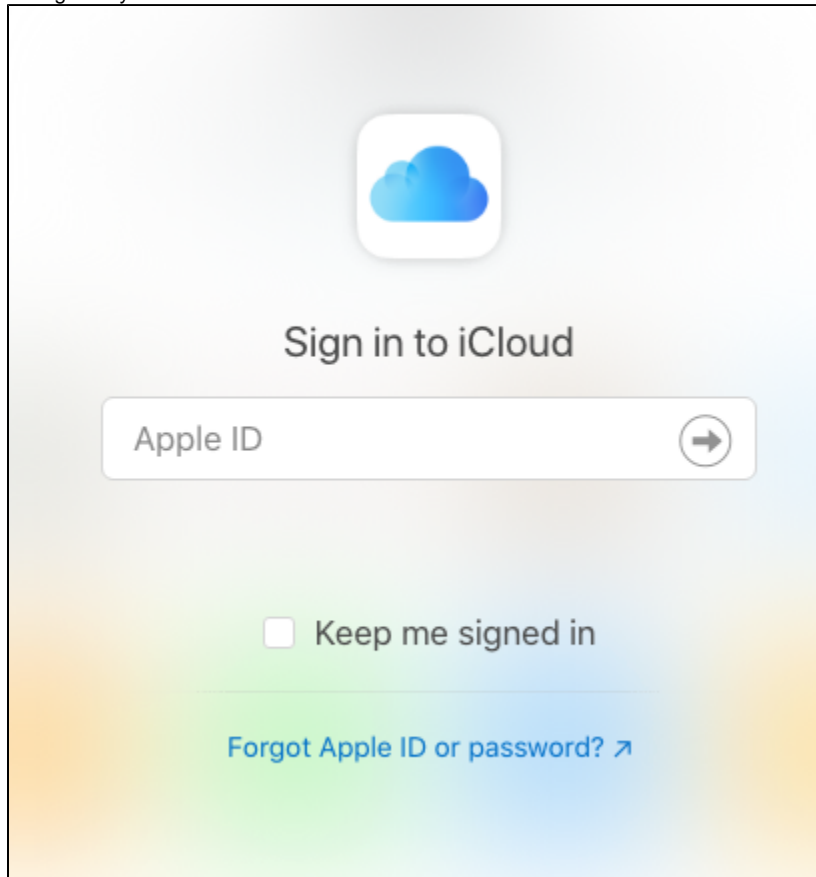 Sign in to iCloud
Apple ID
Keep me signed in
Forgot Apple ID or password? ↗